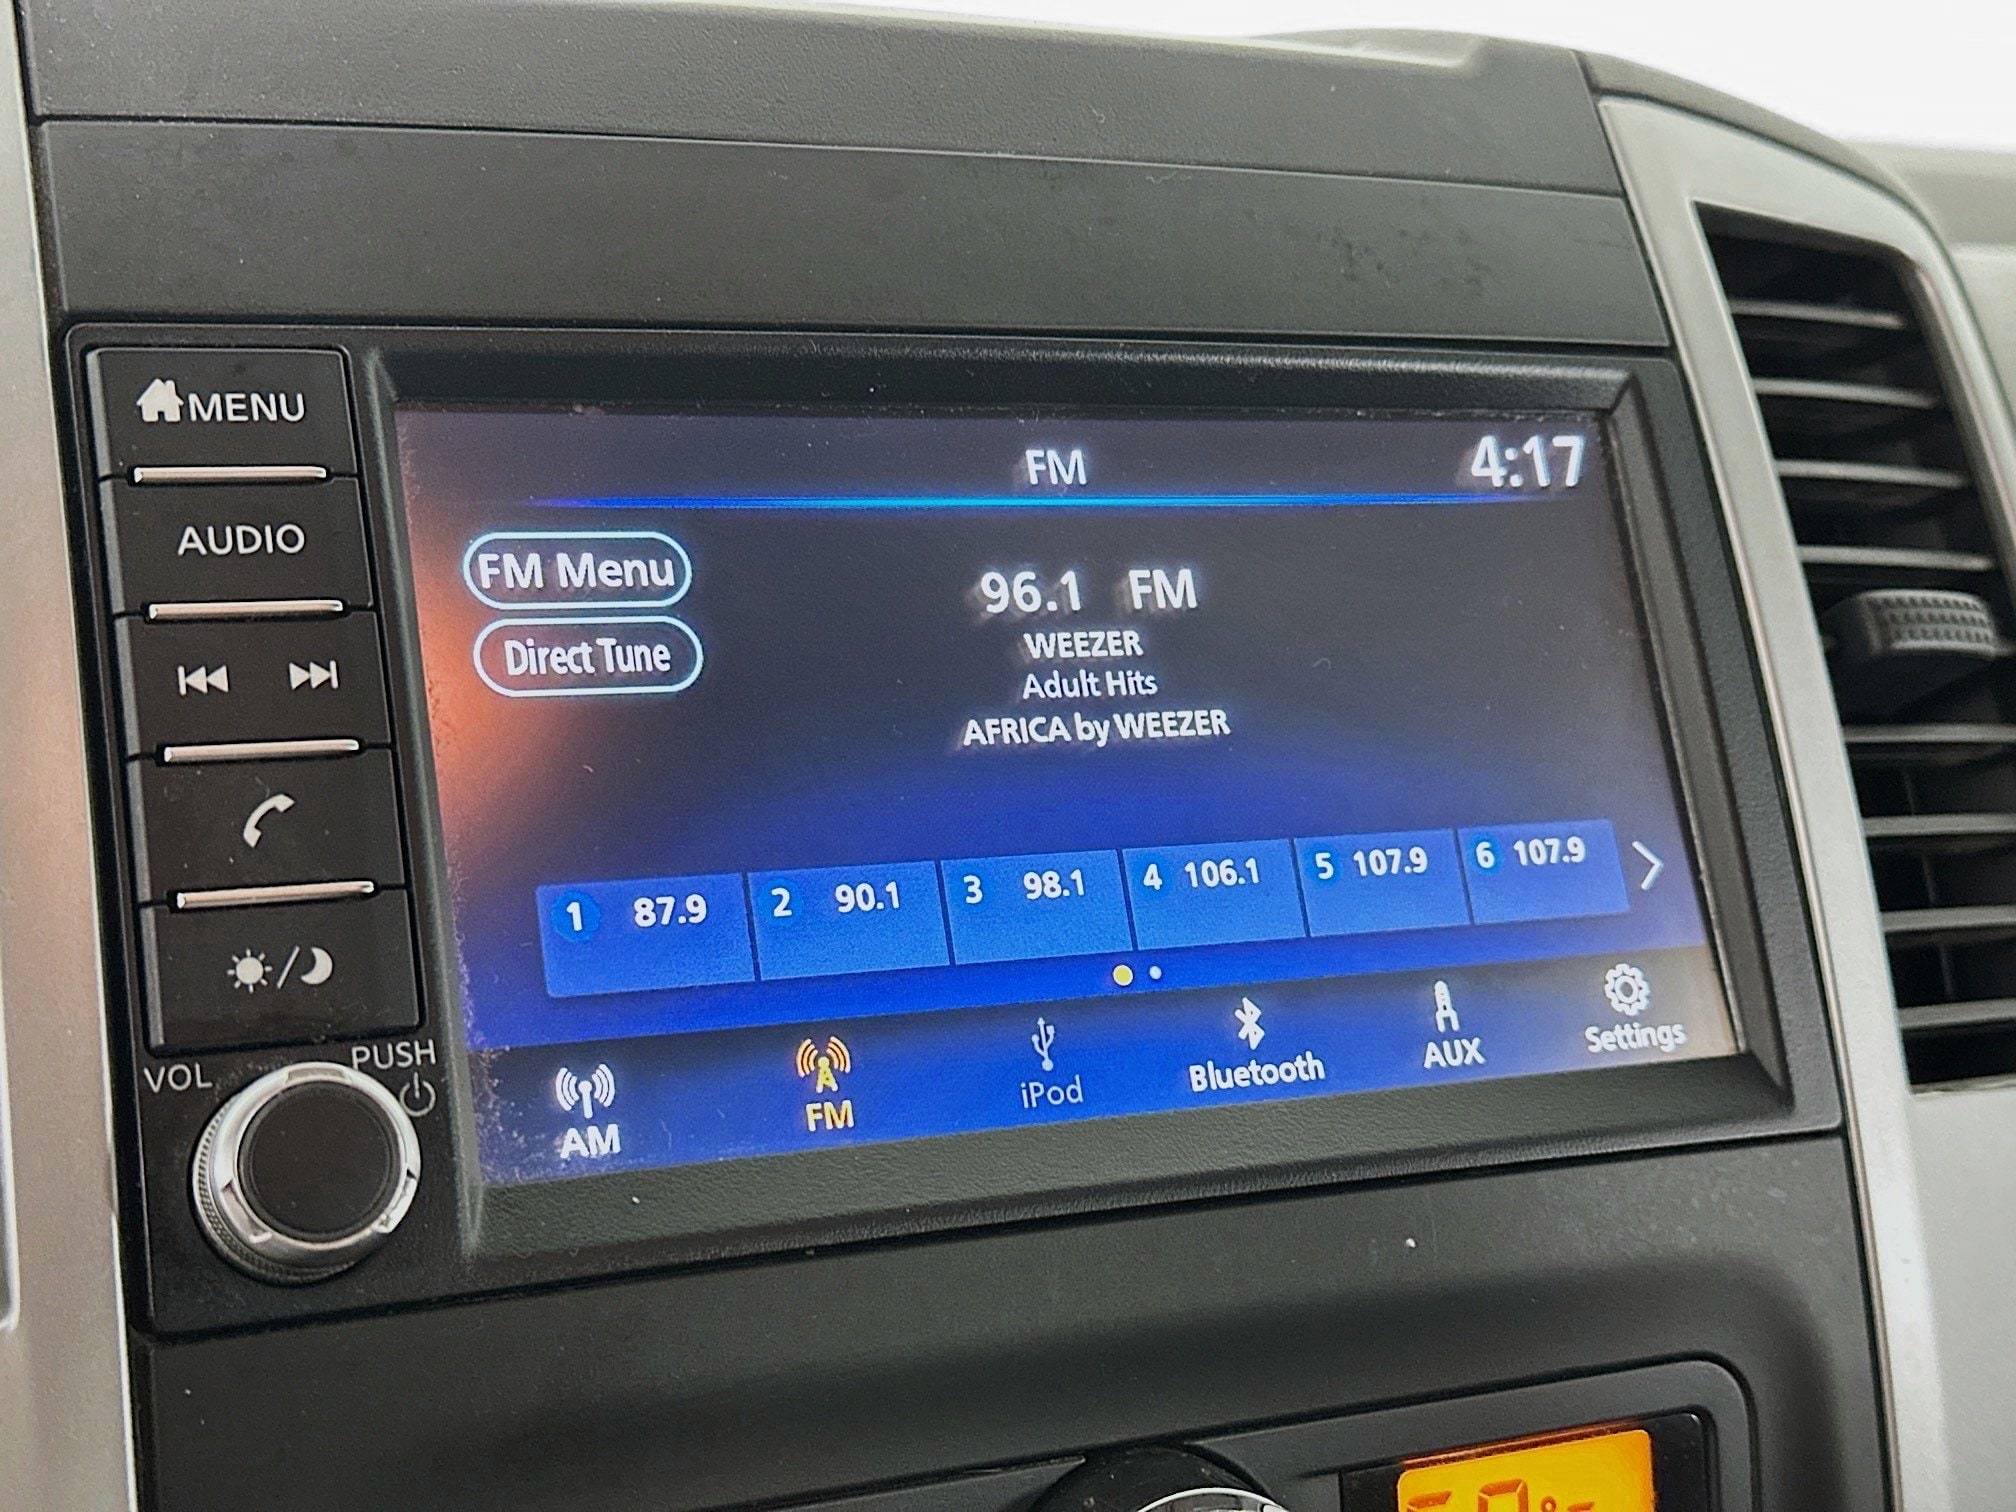 MENU
AUDIO
VOL
PUSH
FM
4:17
FM Menu
Direct Tune
96.1 FM
WEEZER
Adult Hits
AFRICA by WEEZER
1 87.9
2 90.1
3 98.1
4 106.1
5 107.9
6 107.9
AM
FM
iPod
Bluetooth
AUX
Settings